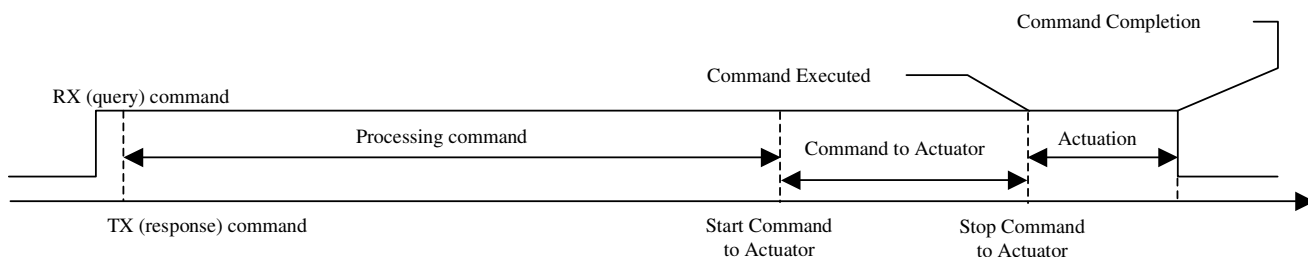 Command Completion
Command Executed
RX (query) command
Processing command
Command to Actuator
Actuation
TX (response) command
Start Command
to Actuator
Stop Command
to Actuator